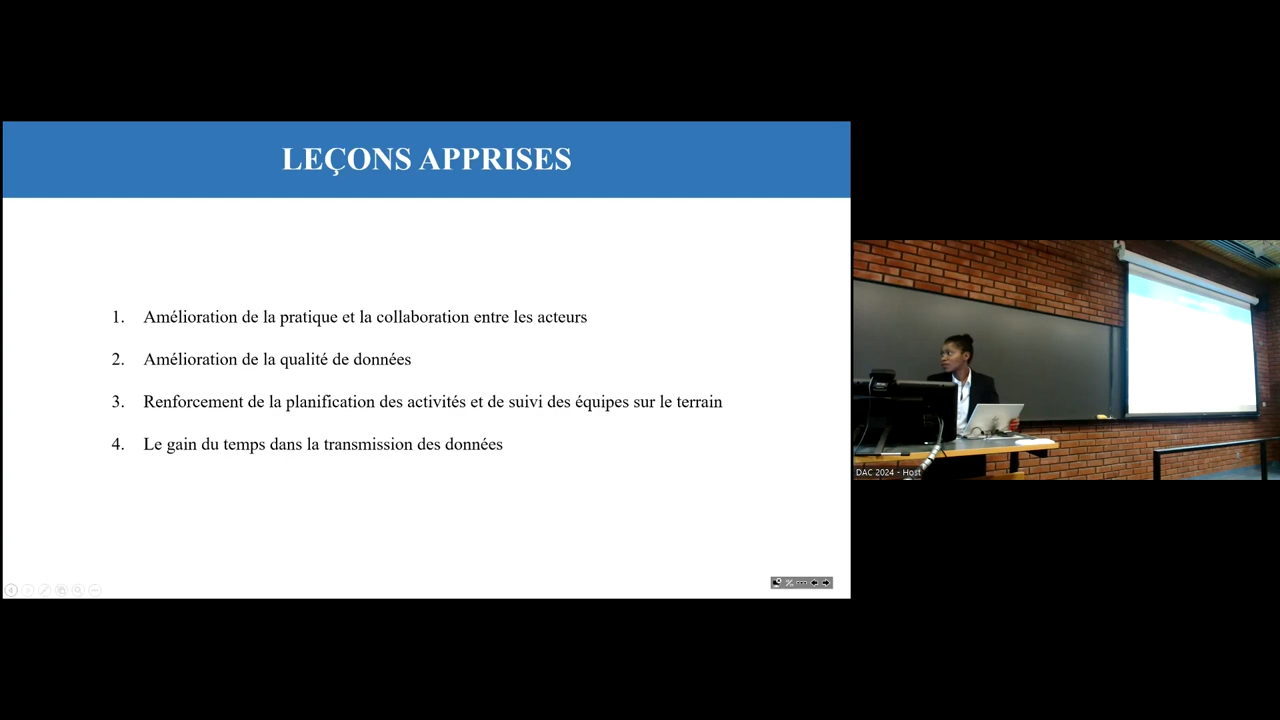 LEÇONS APPRISES
1. Amélioration de la pratique et la collaboration entre les acteurs
2. Amélioration de la qualité de données
3. Renforcement de la planification des activités et de suivi des équipes sur le terrain
4. Le gain du temps dans la transmission des données
DAC 2024 - Host